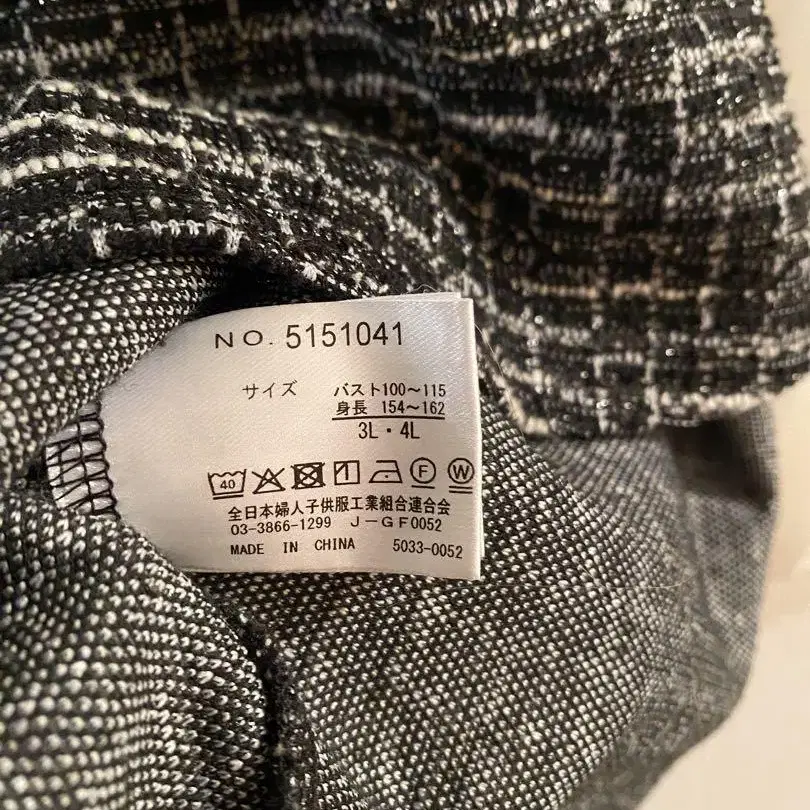 NO. 5151041
サイズ バスト100〜115
身長 154〜162
3L・4L
40 F W
全日本婦人子供服工業組合連合会
03-3866-1299 J-GF0052
MADE IN CHINA 5033-0052